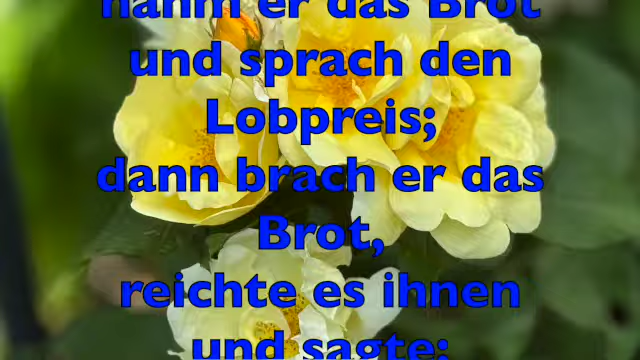 nahm er das Brot
und sprach den
Lobpreis;
dann brach er das
Brot,
reichte es ihnen
und sagte: